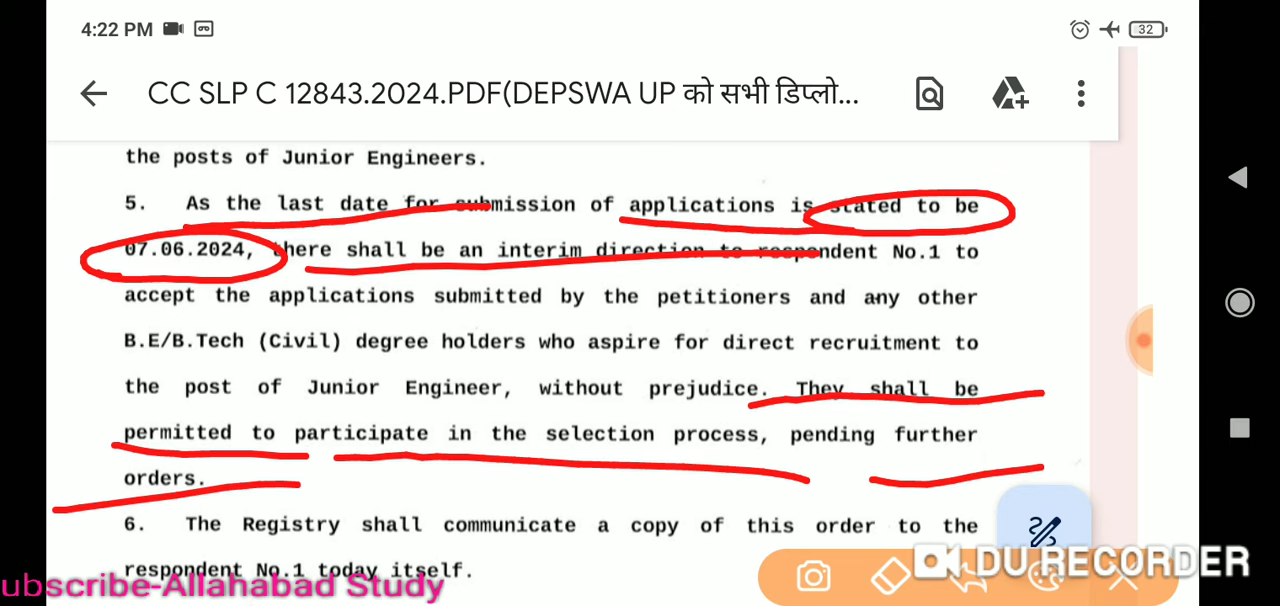 4:22 PM
32
CC SLP C 12843.2024.PDF(DEPSWA UP को सभी डिप्लो...
the posts of Junior Engineers.
5. As the last date for submission of applications is stated to be
07.06.2024, there shall be an interim direction to respondent No.1 to
accept the applications submitted by the petitioners and any other
B.E/B.Tech (Civil) degree holders who aspire for direct recruitment to
the post of Junior Engineer, without prejudice. They shall be
permitted to participate in the selection process, pending further
orders.
6. The Registry shall communicate a copy of this order to the
respondent No.1 today itself.
DU RECORDER
ubscribe-Allahabad Study